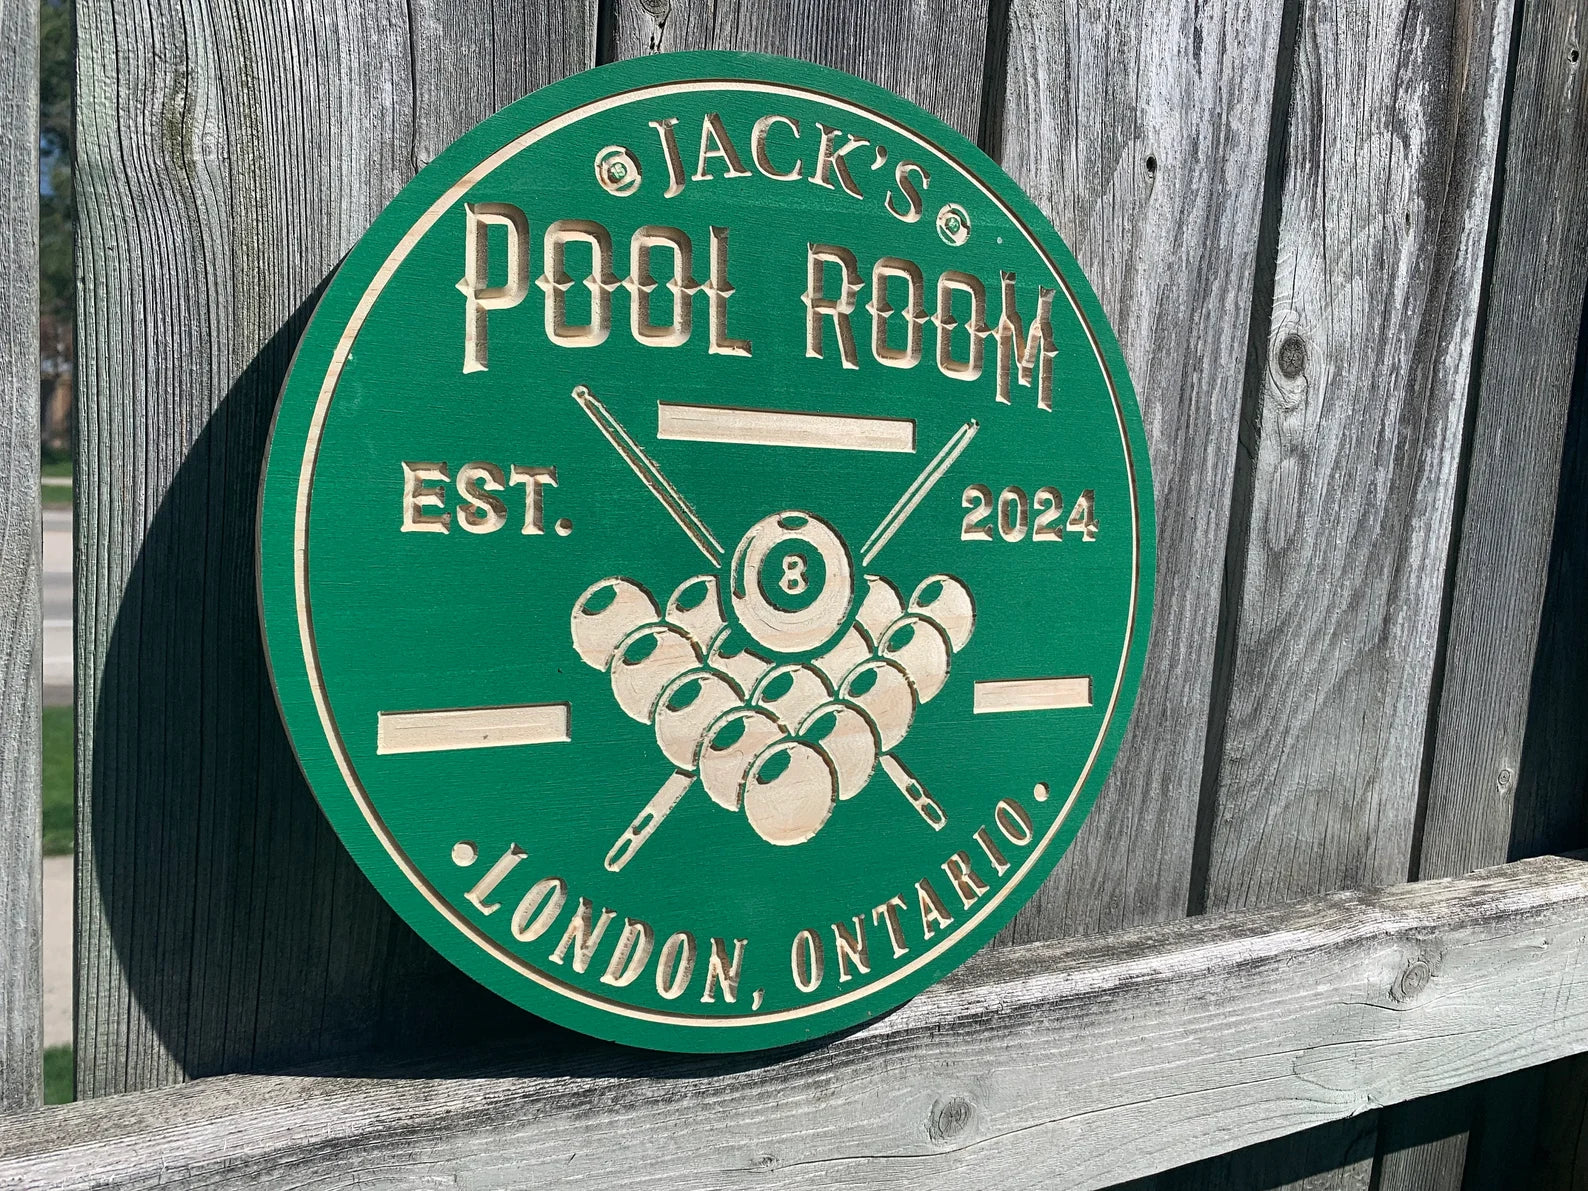 JACK'S
POOL ROOM
EST. 2024
8
LONDON, ONTARIO